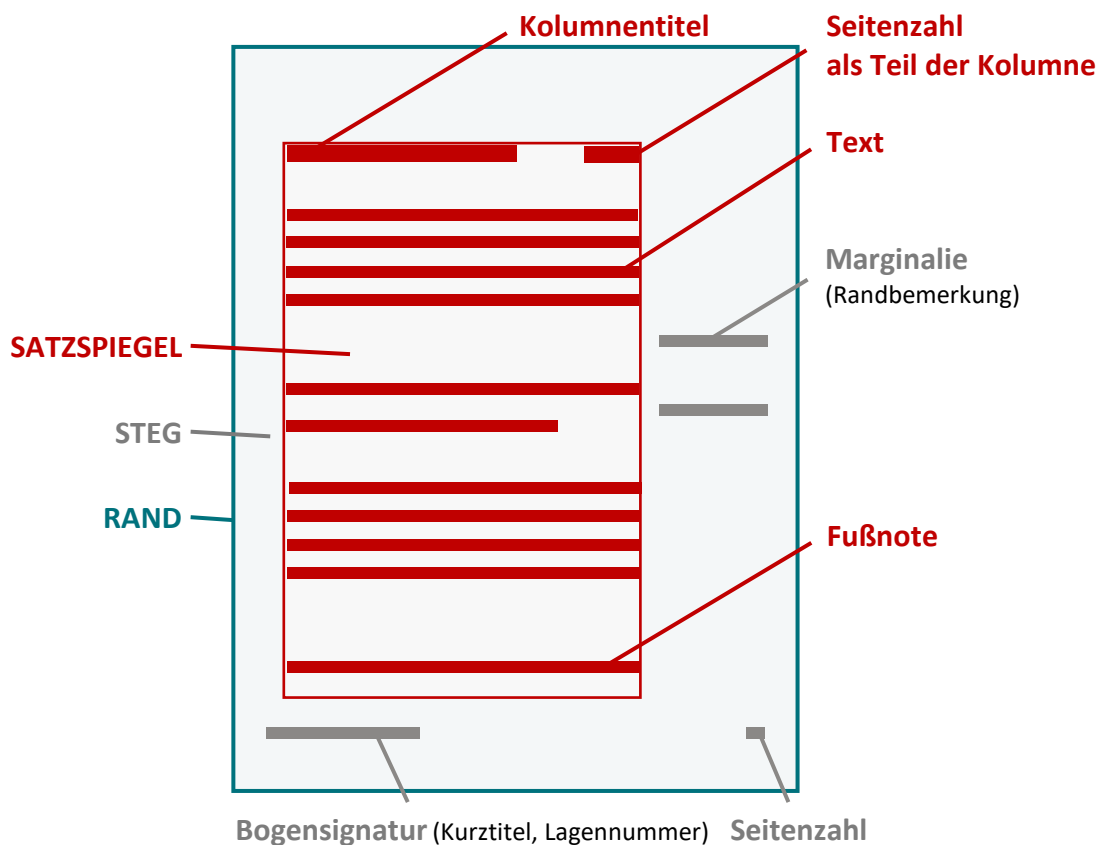 Kolumnentitel
Seitenzahl
als Teil der Kolumne
Text
Marginalie
(Randbemerkung)
SATZSPIEGEL
STEG
RAND
Fußnote
Bogensignatur (Kurztitel, Lagennummer)
Seitenzahl